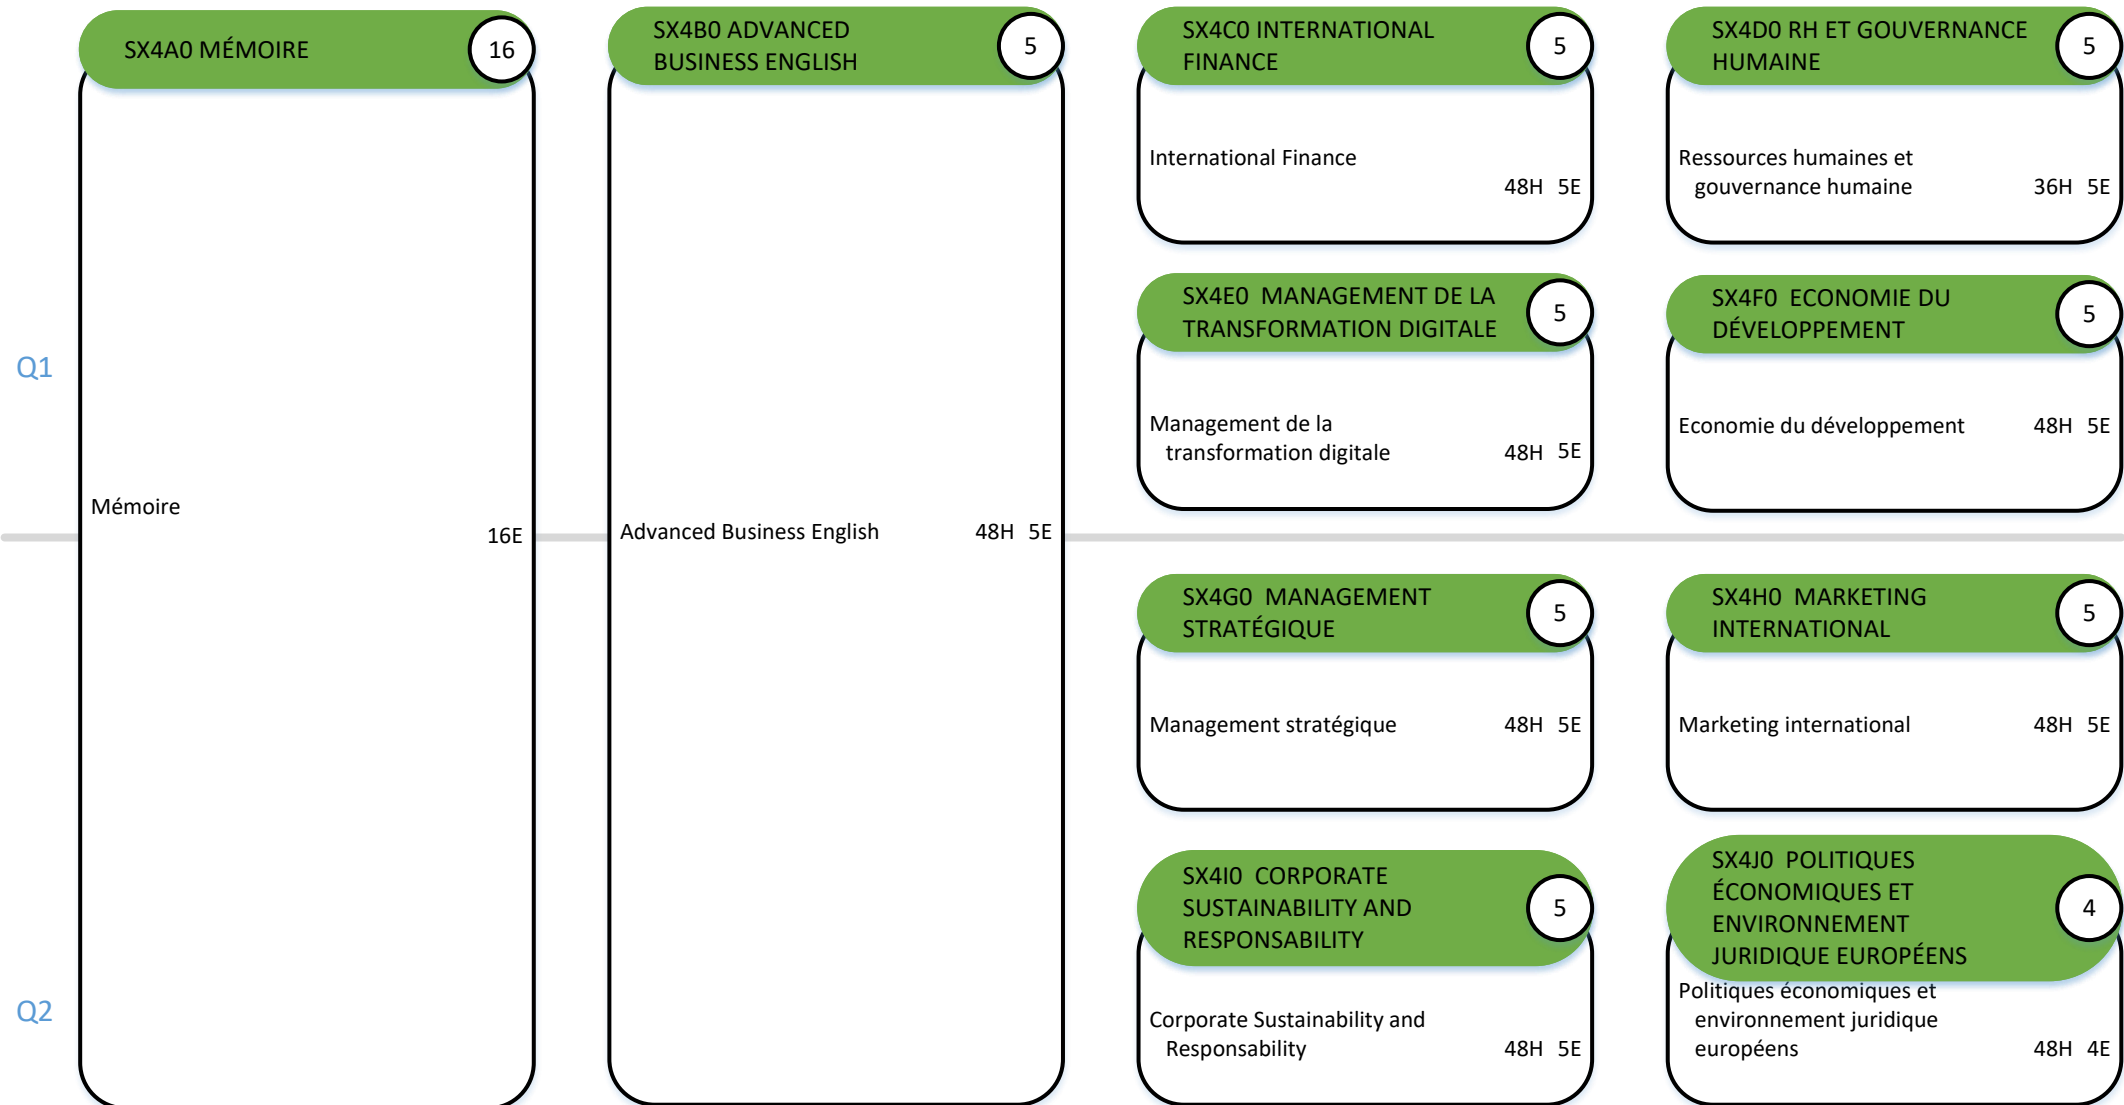 SX4A0 MÉMOIRE
16
Mémoire
16E
SX4B0 ADVANCED
BUSINESS ENGLISH
5
Advanced Business English 48H 5E
SX4C0 INTERNATIONAL
FINANCE
5
International Finance
48H 5E
SX4D0 RH ET GOUVERNANCE
HUMAINE
5
Ressources humaines et
gouvernance humaine 36H 5E
SX4E0 MANAGEMENT DE LA
TRANSFORMATION DIGITALE
5
Management de la
transformation digitale 48H 5E
SX4F0 ECONOMIE DU
DÉVELOPPEMENT
5
Economie du développement 48H 5E
Q1
SX4G0 MANAGEMENT
STRATÉGIQUE
5
Management stratégique 48H 5E
SX4H0 MARKETING
INTERNATIONAL
5
Marketing international 48H 5E
SX4I0 CORPORATE
SUSTAINABILITY AND
RESPONSABILITY
5
Corporate Sustainability and
Responsability 48H 5E
SX4J0 POLITIQUES
ÉCONOMIQUES ET
ENVIRONNEMENT
JURIDIQUE EUROPÉENS
4
Politiques économiques et
environnement juridique
européens 48H 4E
Q2